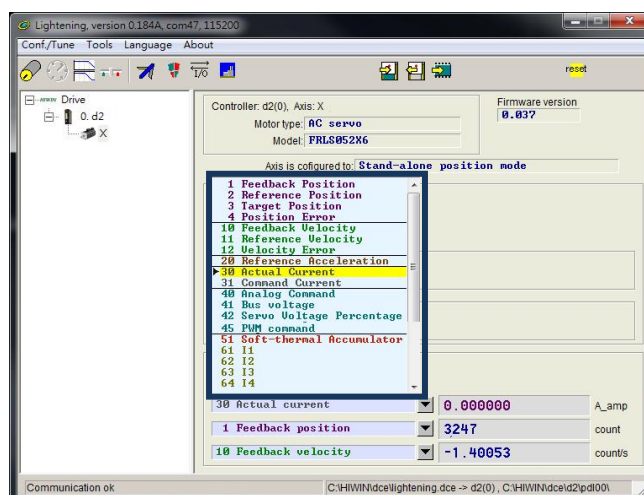 Lightening, version 0.184A, com47, 115200
Conf./Tune Tools Language About
I/O
reset
HIWIN Drive
0. d2
X
Controller: d2(0), Axis: X
Motor type: AC servo
Model: FRLS052X6
Firmware version
0.037
Axis is cofigured to: Stand-alone position mode
1 Feedback Position
2 Reference Position
3 Target Position
4 Position Error
10 Feedback Velocity
11 Reference Velocity
12 Velocity Error
20 Reference Acceleration
30 Actual Current
31 Command Current
40 Analog Command
41 Bus voltage
42 Servo Voltage Percentage
45 PWM command
51 Soft-thermal Accumulator
61 I1
62 I2
63 I3
64 I4
30 Actual current 0.000000 A_amp
1 Feedback position 3247 count
10 Feedback velocity -1.40053 count/s
Communication ok C:\HIWIN\dce\lightening.dce -> d2(0), C:\HIWIN\dce\d2\pdl00\